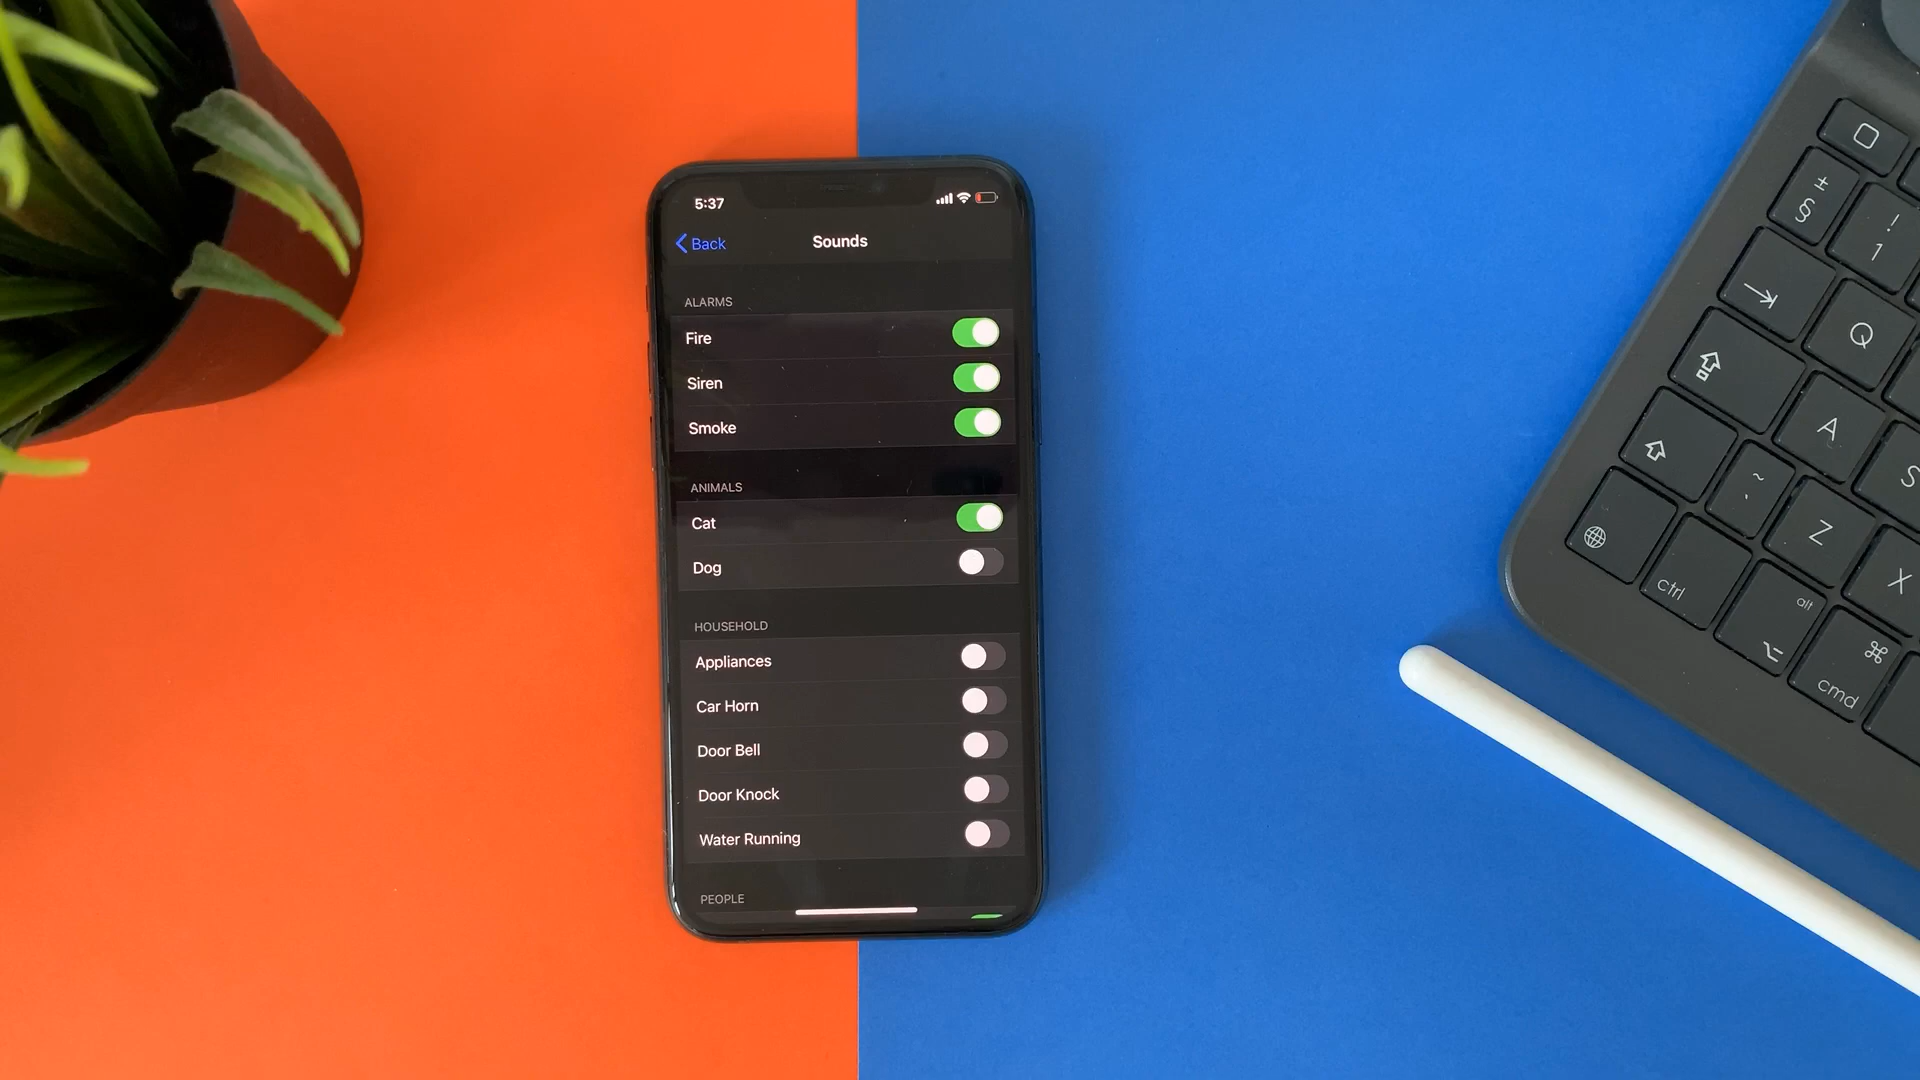 5:37
Back
Sounds
ALARMS
Fire
Siren
Smoke
ANIMALS
Cat
Dog
HOUSEHOLD
Appliances
Car Horn
Door Bell
Door Knock
Water Running
PEOPLE
±
§
!
1
Q
A
S
~
Z
X
ctrl
alt
cmd